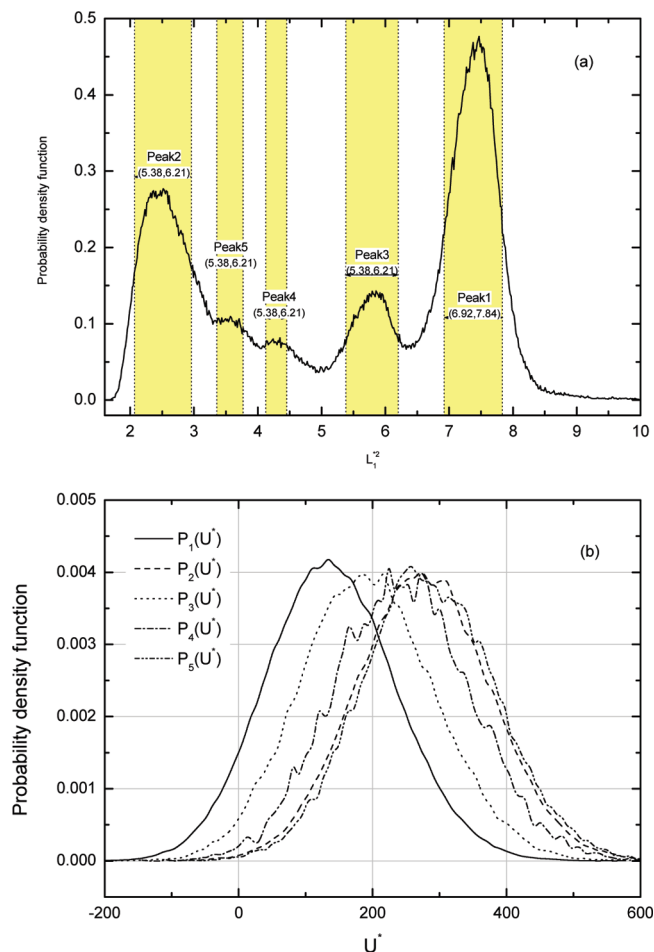 0.5
(a)
0.4
0.3
Peak2
(5.38,6.21)
Peak5
(5.38,6.21)
Peak3
(5.38,6.21)
0.2
Peak4
(5.38,6.21)
Peak1
(6.92,7.84)
0.1
0.0
Probability density function
2 3 4 5 6 7 8 9 10
L₁*²
0.005
P₁(U*)
(b)
P₂(U*)
0.004
P₃(U*)
P₄(U*)
0.003
P₅(U*)
0.002
0.001
0.000
Probability density function
-200 0 200 400 600
U*